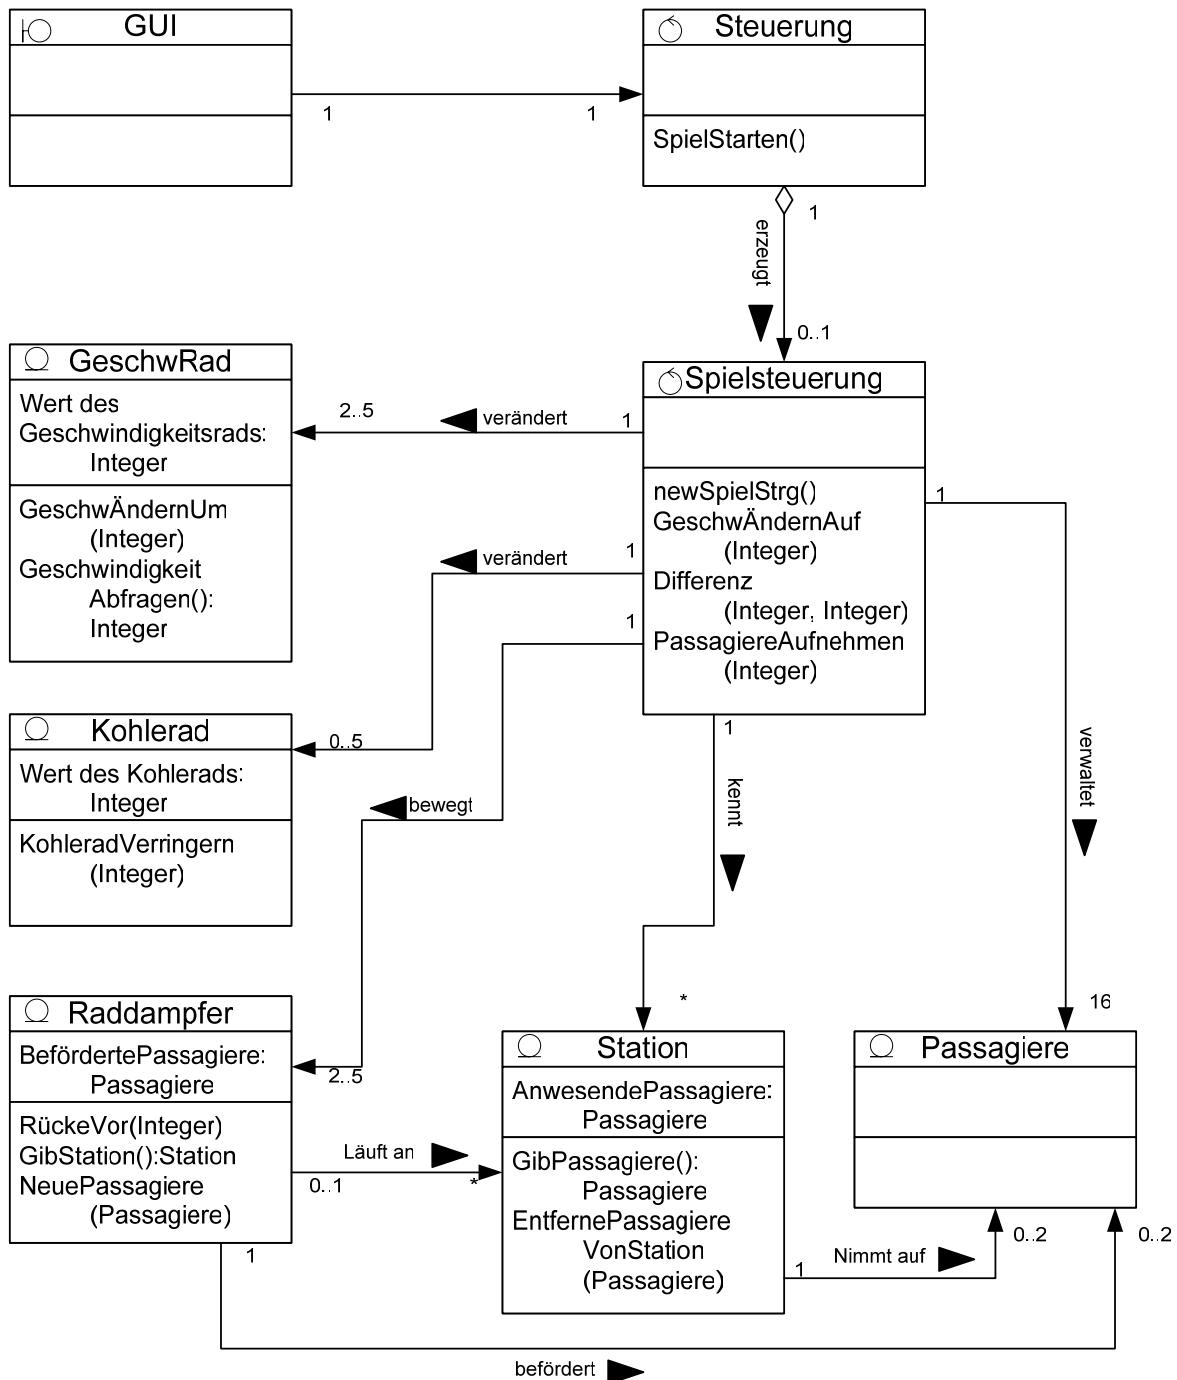 GUI
1
1
Steuerung
SpielStarten()
1
erzeugt
0..1
GeschwRad
Wert des
Geschwindigkeitsrads:
Integer
GeschwÄndernUm
(Integer)
Geschwindigkeit
Abfragen():
Integer
2..5
verändert
1
Spielsteuerung
newSpielStrg()
GeschwÄndernAuf
(Integer)
Differenz
(Integer, Integer)
PassagiereAufnehmen
(Integer)
1
verändert
1
0..5
Kohlerad
Wert des Kohlerads:
Integer
KohleradVerringern
(Integer)
1
bewegt
2..5
1
kennt
*
verwaltet
16
Raddampfer
BefördertePassagiere:
Passagiere
RückeVor(Integer)
GibStation():Station
NeuePassagiere
(Passagiere)
Läuft an
0..1
*
Station
AnwesendePassagiere:
Passagiere
GibPassagiere():
Passagiere
EntfernePassagiere
VonStation
(Passagiere)
Passagiere
1
Nimmt auf
0..2
0..2
1
befördert